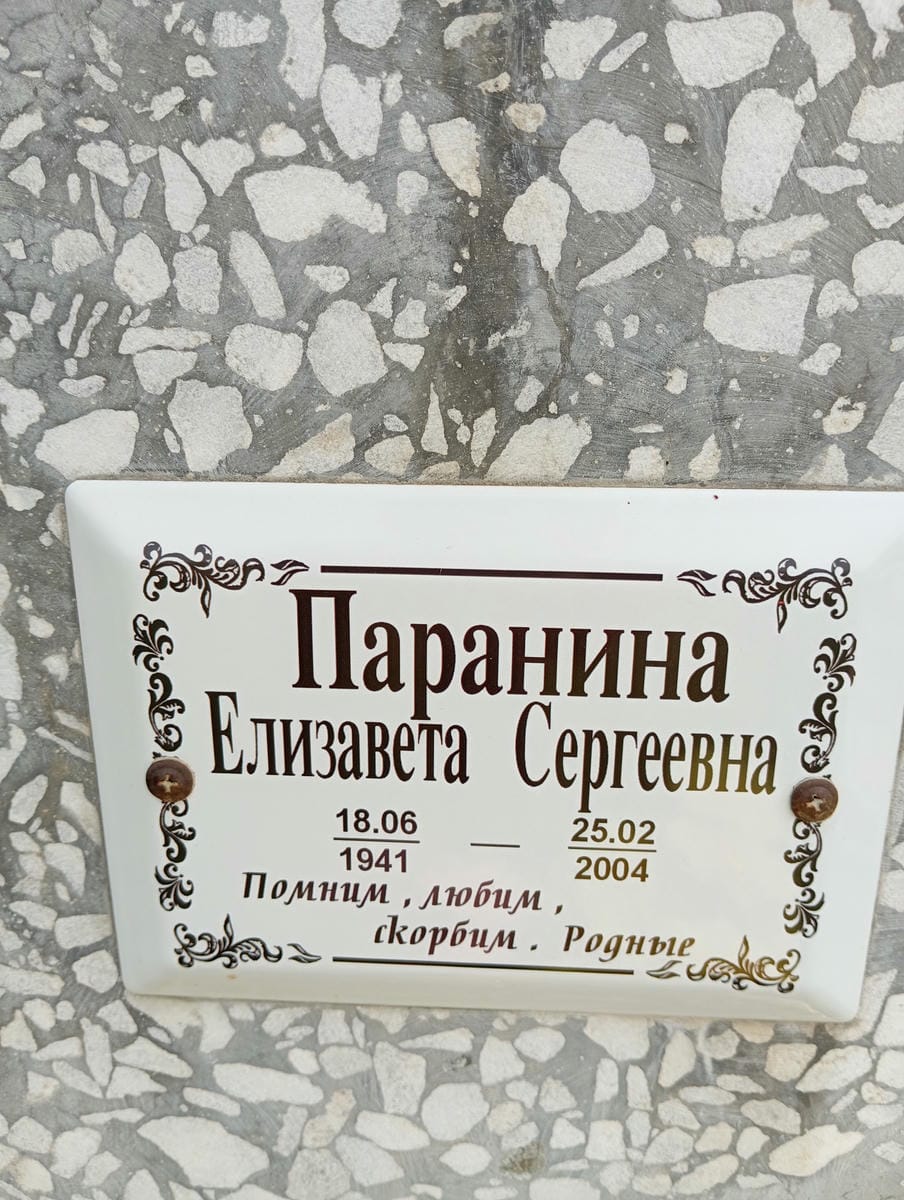 Паранина
Елизавета Сергеевна
18.06 — 25.02
1941 2004
Помним , любим ,
скорбим . Родные